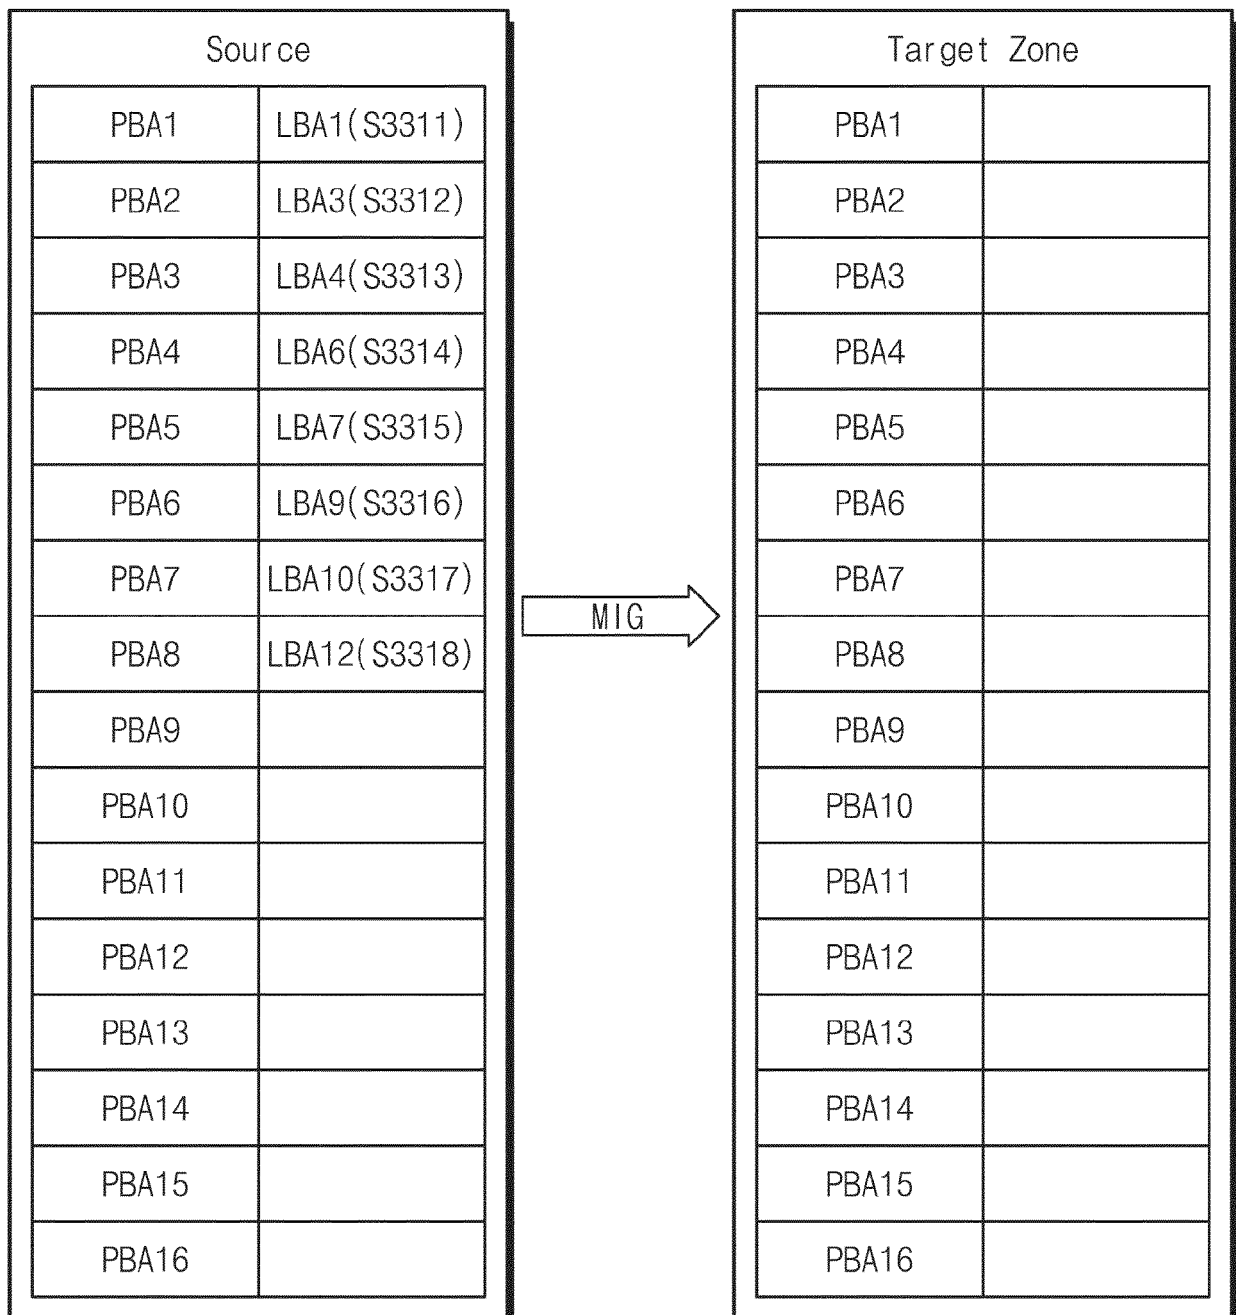 Source
PBA1 LBA1(S3311)
PBA2 LBA3(S3312)
PBA3 LBA4(S3313)
PBA4 LBA6(S3314)
PBA5 LBA7(S3315)
PBA6 LBA9(S3316)
PBA7 LBA10(S3317)
PBA8 LBA12(S3318)
PBA9
PBA10
PBA11
PBA12
PBA13
PBA14
PBA15
PBA16
MIG
Target Zone
PBA1
PBA2
PBA3
PBA4
PBA5
PBA6
PBA7
PBA8
PBA9
PBA10
PBA11
PBA12
PBA13
PBA14
PBA15
PBA16